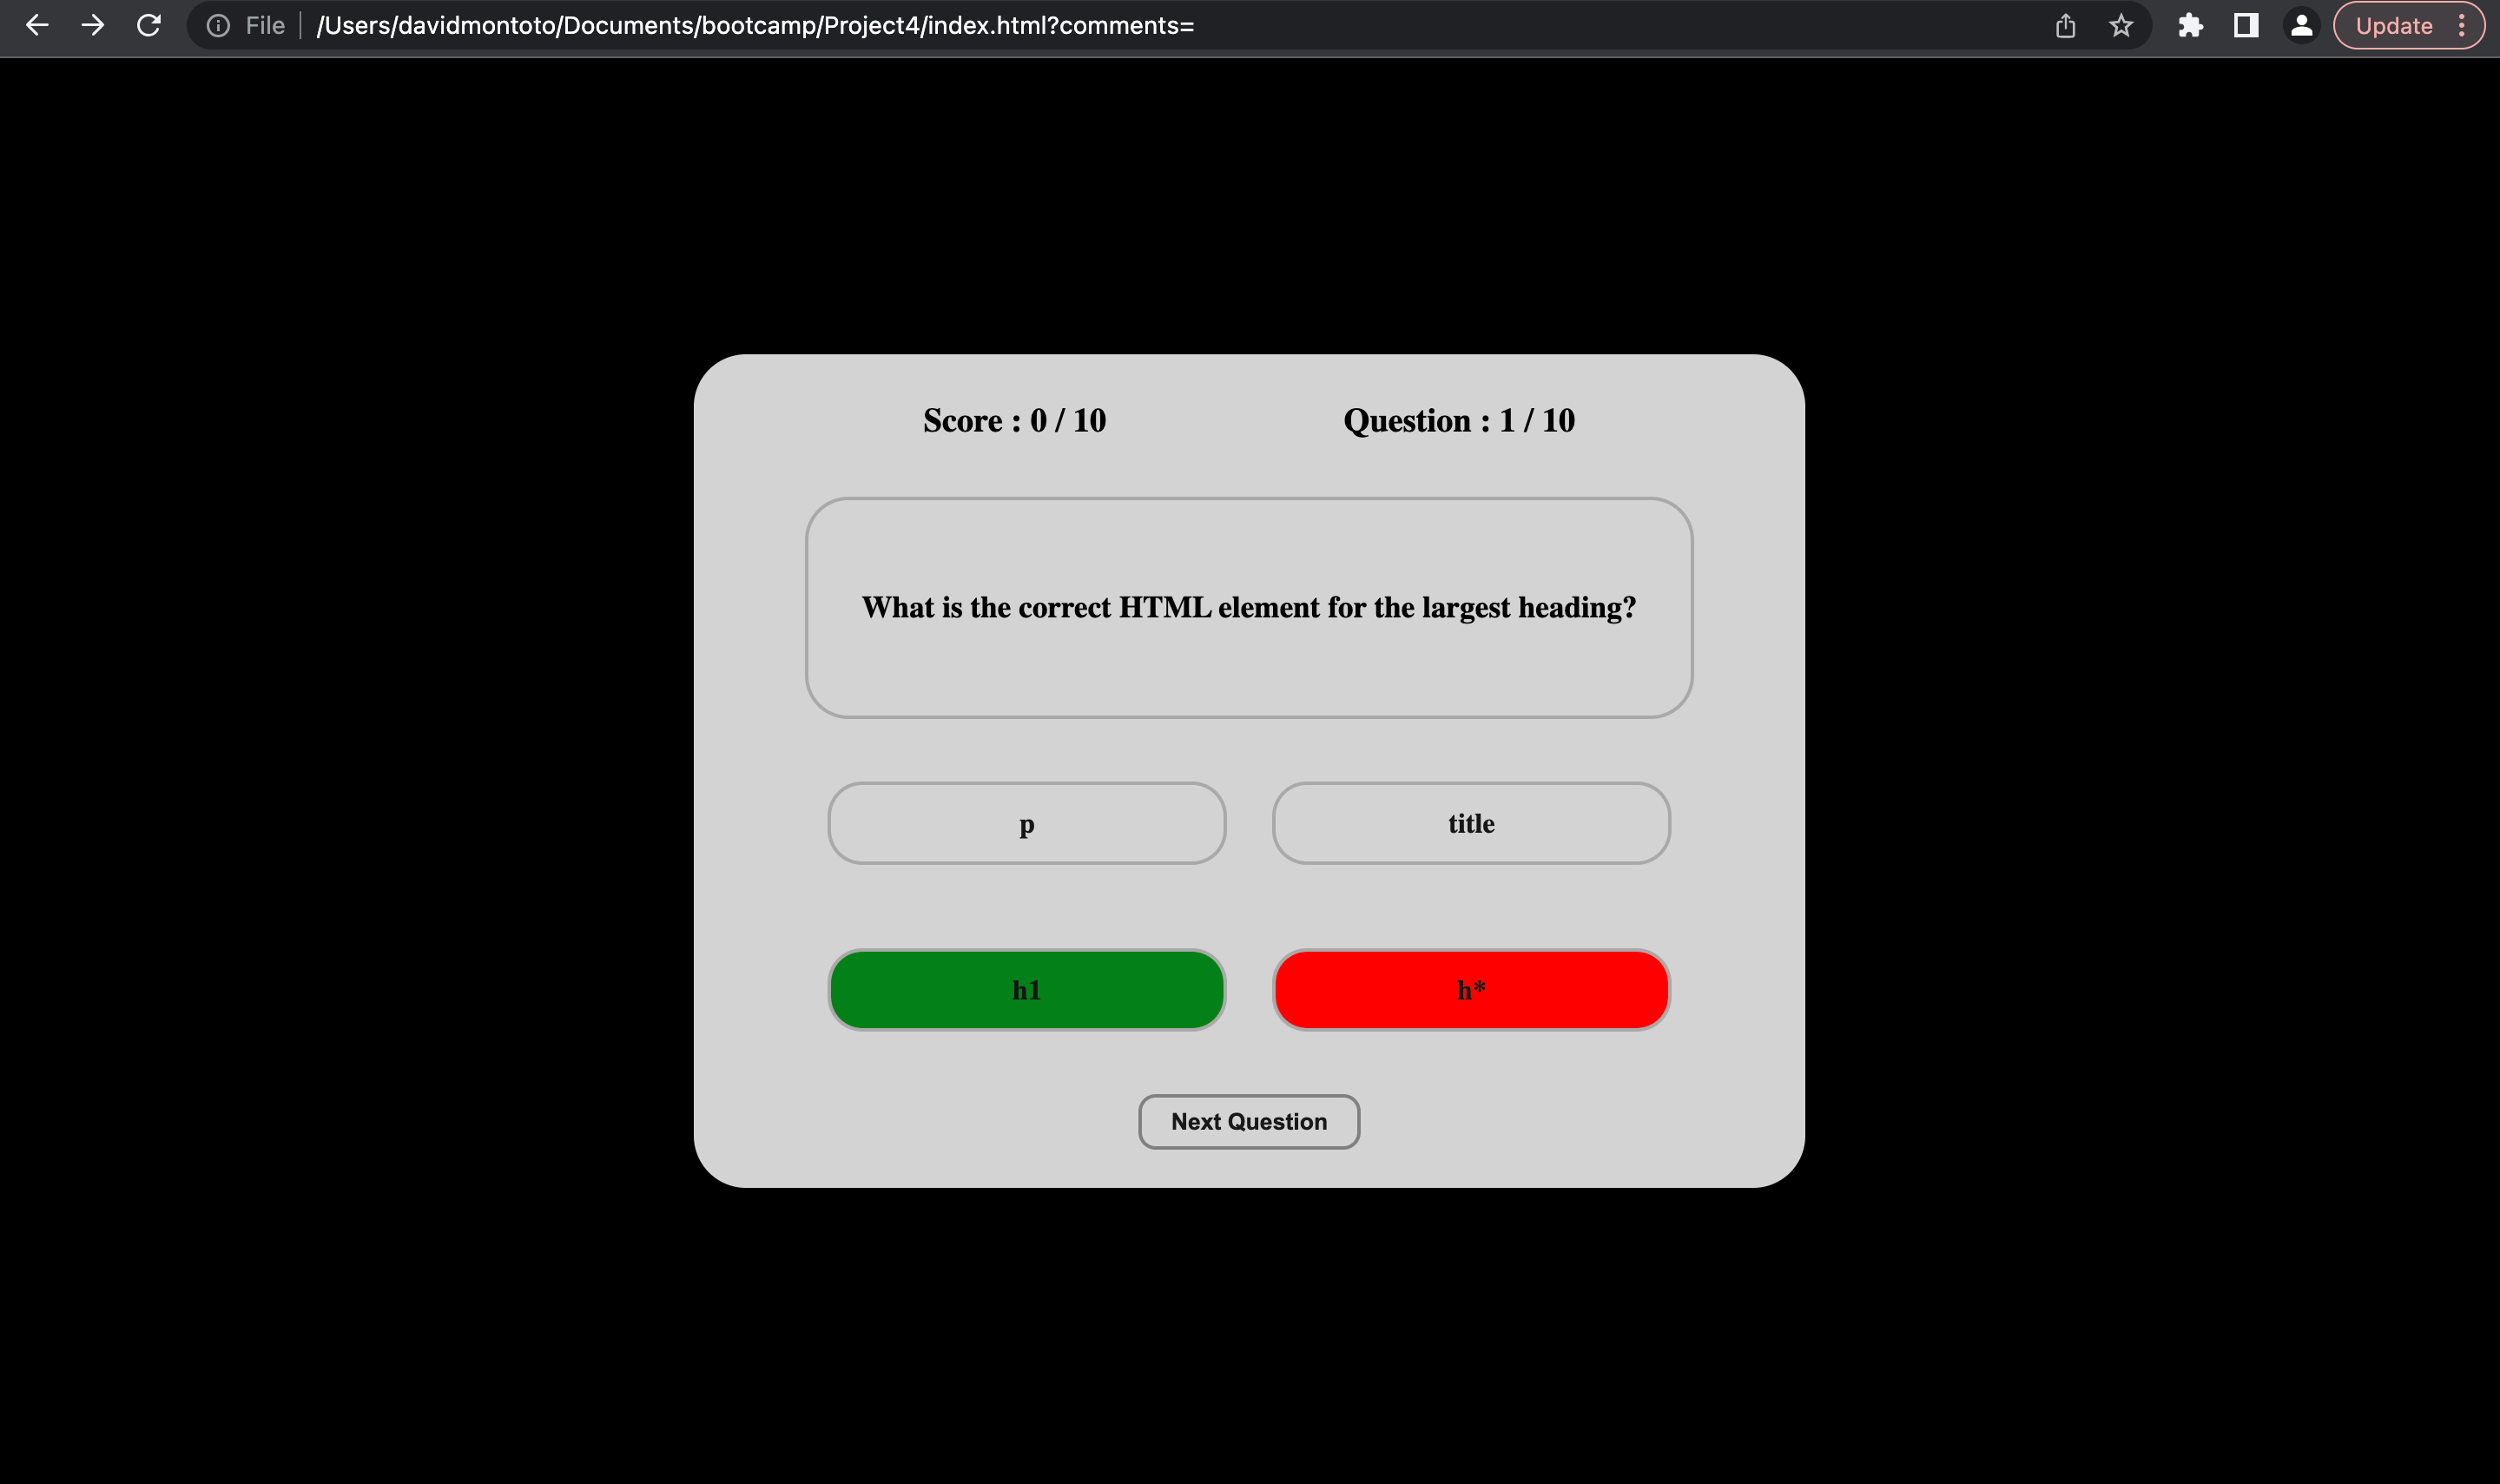 File /Users/davidmontoto/Documents/bootcamp/Project4/index.html?comments= Update
Score : 0 / 10 Question : 1 / 10
What is the correct HTML element for the largest heading?
p title
h1 h*
Next Question